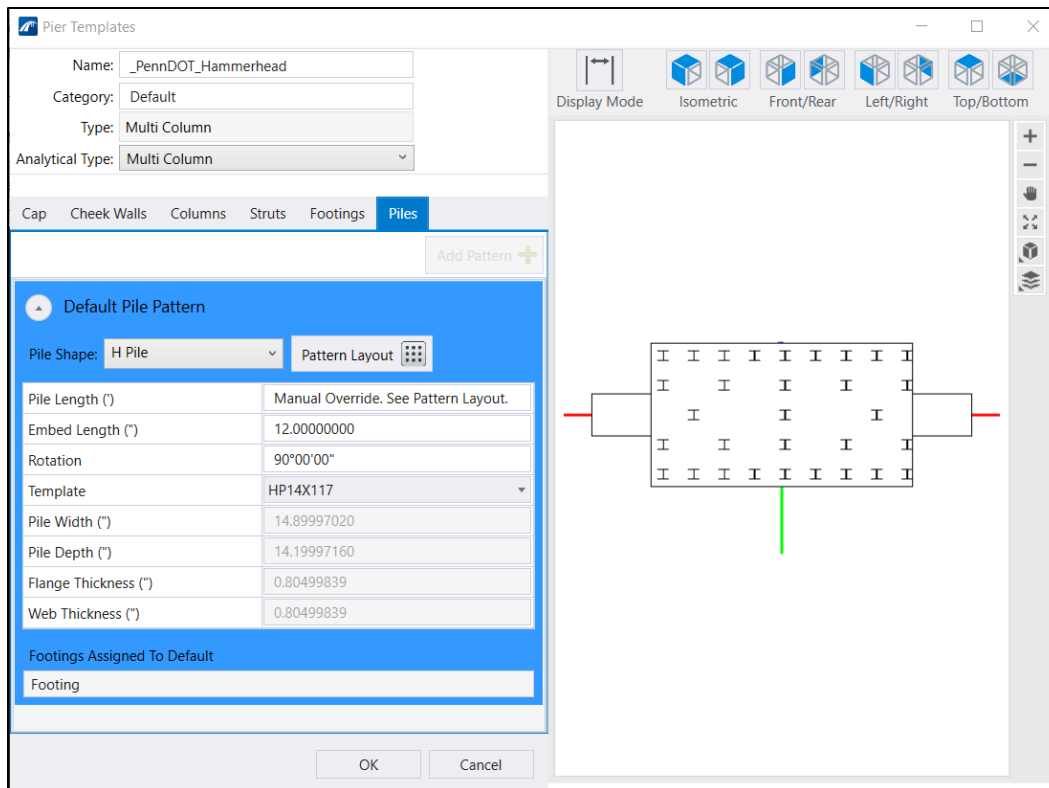 Pier Templates
Name: _PennDOT_Hammerhead
Category: Default
Type: Multi Column
Analytical Type: Multi Column
Display Mode Isometric Front/Rear Left/Right Top/Bottom
Cap Cheek Walls Columns Struts Footings Piles
Add Pattern
Default Pile Pattern
Pile Shape: H Pile Pattern Layout
Pile Length (') Manual Override. See Pattern Layout.
Embed Length (") 12.00000000
Rotation 90°00'00"
Template HP14X117
Pile Width (") 14.89997020
Pile Depth (") 14.19997160
Flange Thickness (") 0.80499839
Web Thickness (") 0.80499839
Footings Assigned To Default
Footing
OK Cancel